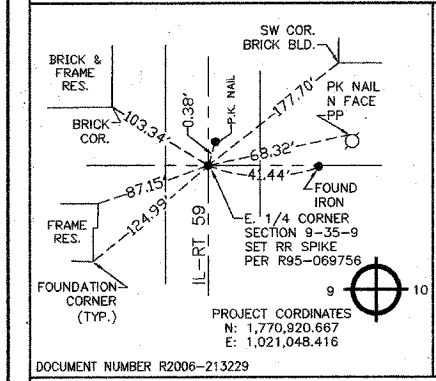 SW COR.
BRICK BLD.
BRICK &
FRAME
RES.
177.70'
PK NAIL
N FACE
PP
P.K. NAIL
0.38'
BRICK
COR.
103.34'
68.32'
41.44'
87.15'
124.99'
FOUND
IRON
FRAME
RES.
IL-RT 59
E. 1/4 CORNER
SECTION 9-35-9
SET RR SPIKE
PER R95-069756
FOUNDATION
CORNER
(TYP.)
9
10
PROJECT CORDINATES
N: 1,770,920.667
E: 1,021,048.416
DOCUMENT NUMBER R2006-213229